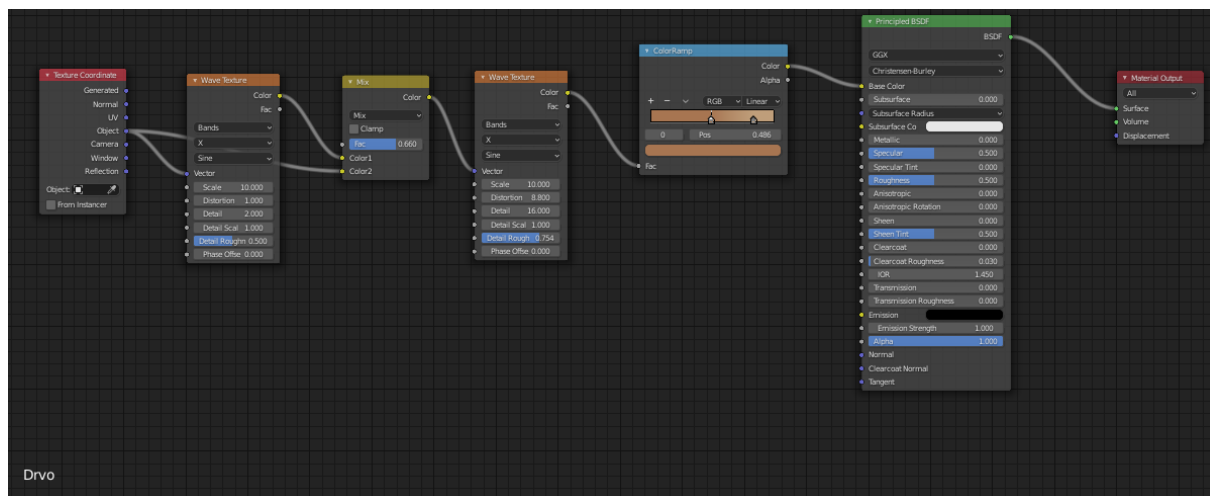 Texture Coordinate
Generated
Normal
UV
Object
Camera
Window
Reflection
Object:
From Instancer
Wave Texture
Color
Fac
Bands
X
Sine
Vector
Scale 10.000
Distortion 1.000
Detail 2.000
Detail Scal 1.000
Detail Roughn 0.500
Phase Offse 0.000
Mix
Color
Mix
Clamp
Fac 0.660
Color1
Color2
Wave Texture
Color
Fac
Bands
X
Sine
Vector
Scale 10.000
Distortion 8.800
Detail 16.000
Detail Scal 1.000
Detail Rough 0.754
Phase Offse 0.000
ColorRamp
Color
Alpha
RGB Linear
0 Pos 0.486
Fac
Principled BSDF
BSDF
GGX
Christensen-Burley
Base Color
Subsurface 0.000
Subsurface Radius
Subsurface Co
Metallic 0.000
Specular 0.500
Specular Tint 0.000
Roughness 0.500
Anisotropic 0.000
Anisotropic Rotation 0.000
Sheen 0.000
Sheen Tint 0.500
Clearcoat 0.000
Clearcoat Roughness 0.030
IOR 1.450
Transmission 0.000
Transmission Roughness 0.000
Emission
Emission Strength 1.000
Alpha 1.000
Normal
Clearcoat Normal
Tangent
Material Output
All
Surface
Volume
Displacement
Drvo